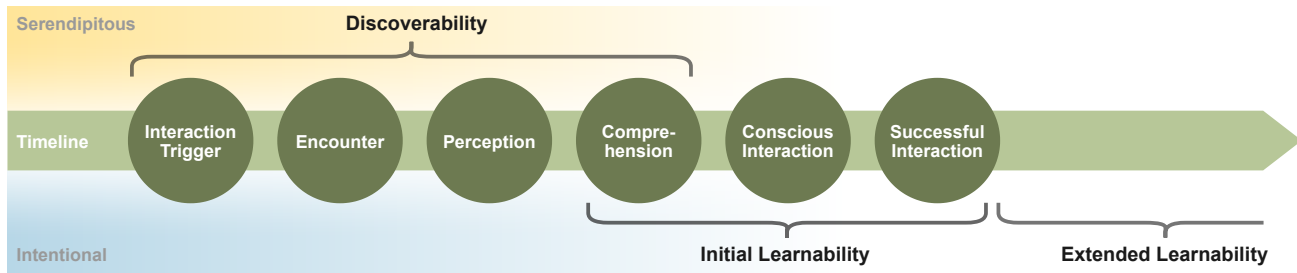 Serendipitous
Discoverability
Timeline
Interaction
Trigger
Encounter
Perception
Compre-
hension
Conscious
Interaction
Successful
Interaction
Intentional
Initial Learnability
Extended Learnability